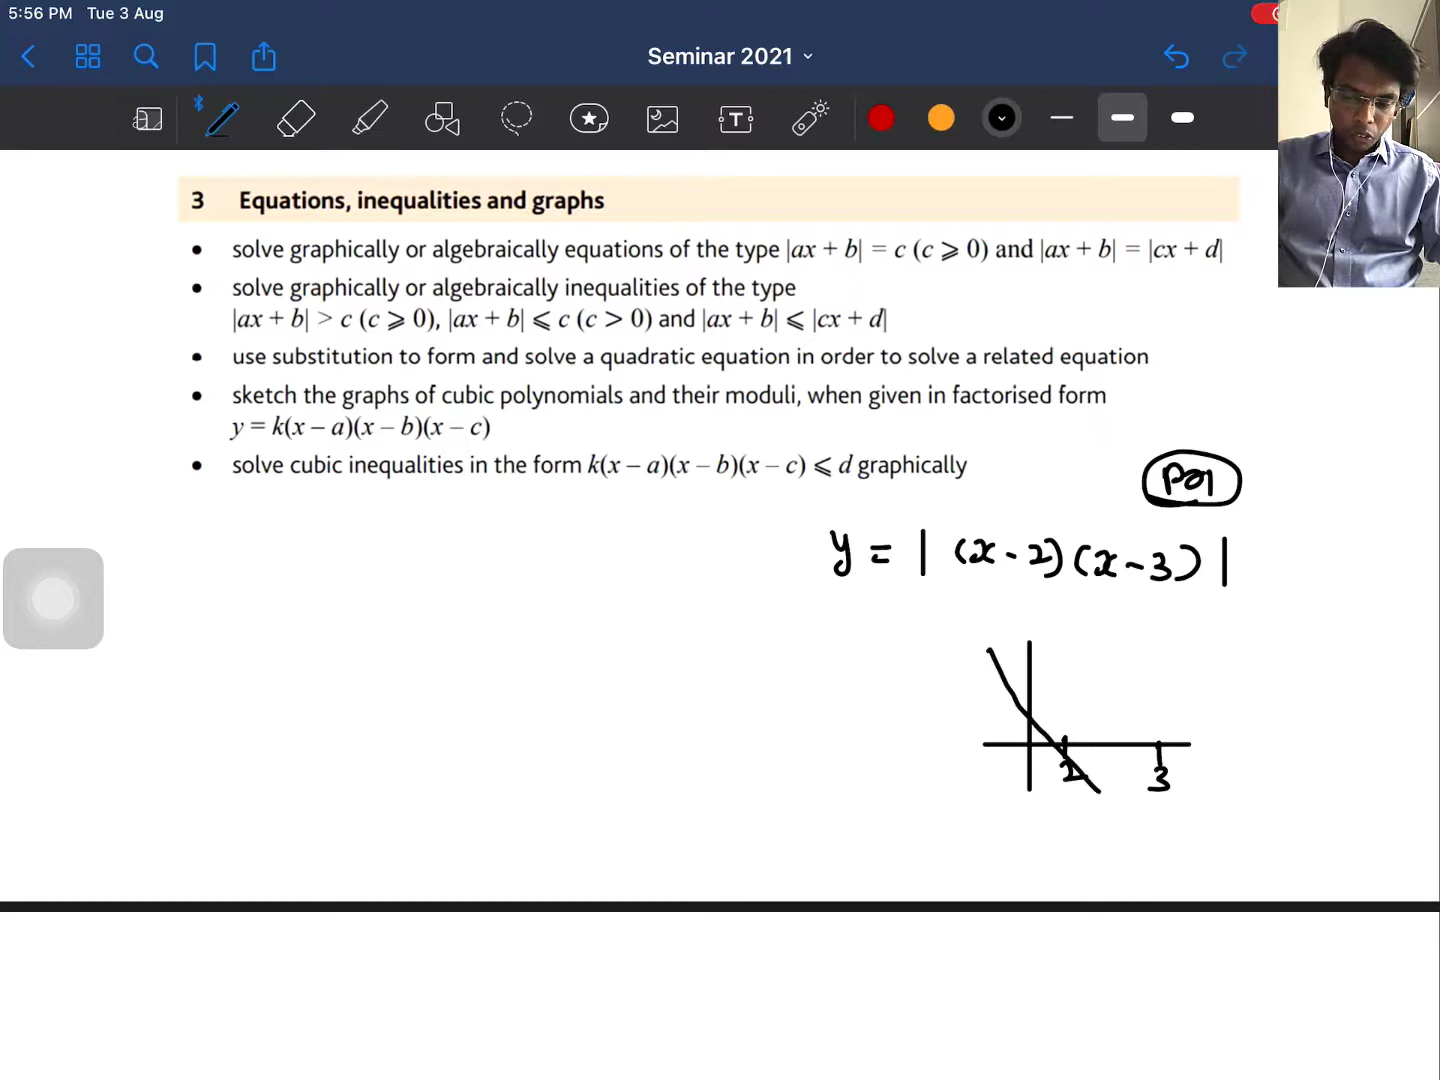 5:56 PM Tue 3 Aug
Seminar 2021
T
3 Equations, inequalities and graphs
• solve graphically or algebraically equations of the type |ax + b| = c (c ⩾ 0) and |ax + b| = |cx + d|
• solve graphically or algebraically inequalities of the type
|ax + b| > c (c ⩾ 0), |ax + b| ⩽ c (c > 0) and |ax + b| ⩽ |cx + d|
• use substitution to form and solve a quadratic equation in order to solve a related equation
• sketch the graphs of cubic polynomials and their moduli, when given in factorised form
y = k(x – a)(x – b)(x – c)
• solve cubic inequalities in the form k(x – a)(x – b)(x – c) ⩽ d graphically
P01
y = | (x - 2)(x - 3) |
2 3